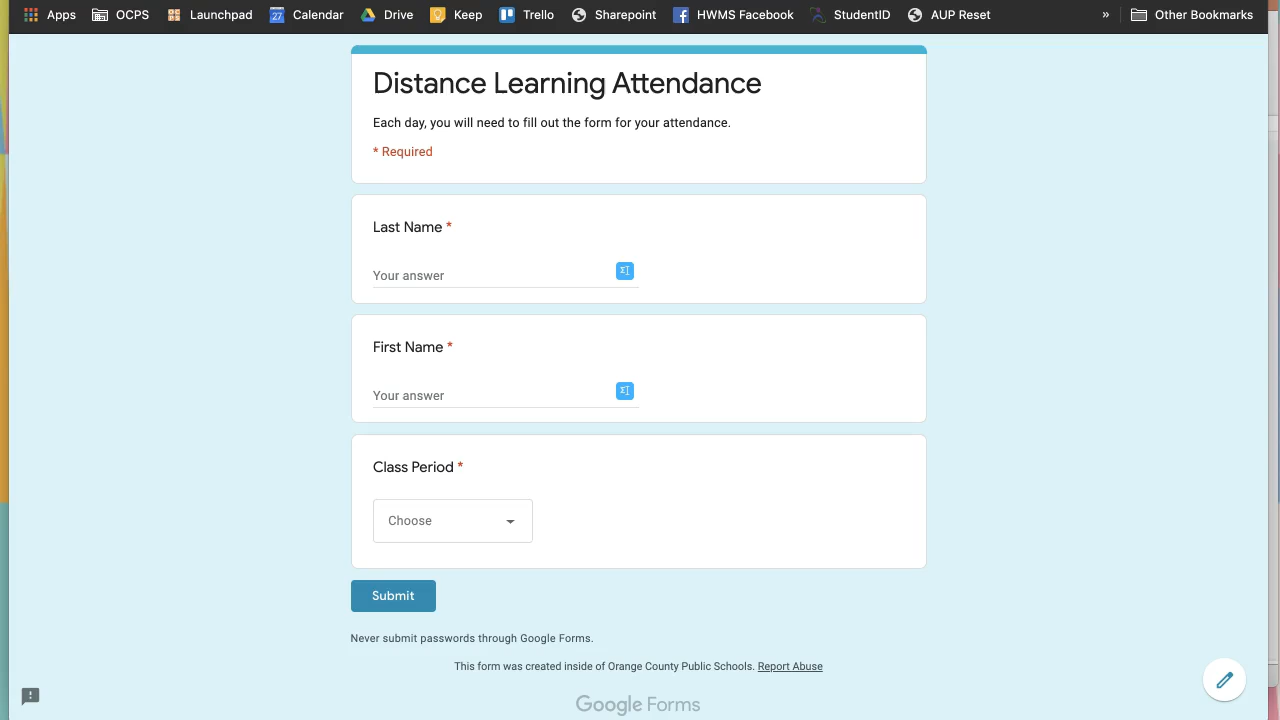 Apps OCPS Launchpad 27 Calendar Drive Keep Trello Sharepoint HWMS Facebook StudentID AUP Reset » Other Bookmarks
Distance Learning Attendance
Each day, you will need to fill out the form for your attendance.
* Required
Last Name *
Your answer
First Name *
Your answer
Class Period *
Choose
Submit
Never submit passwords through Google Forms.
This form was created inside of Orange County Public Schools. Report Abuse
Google Forms